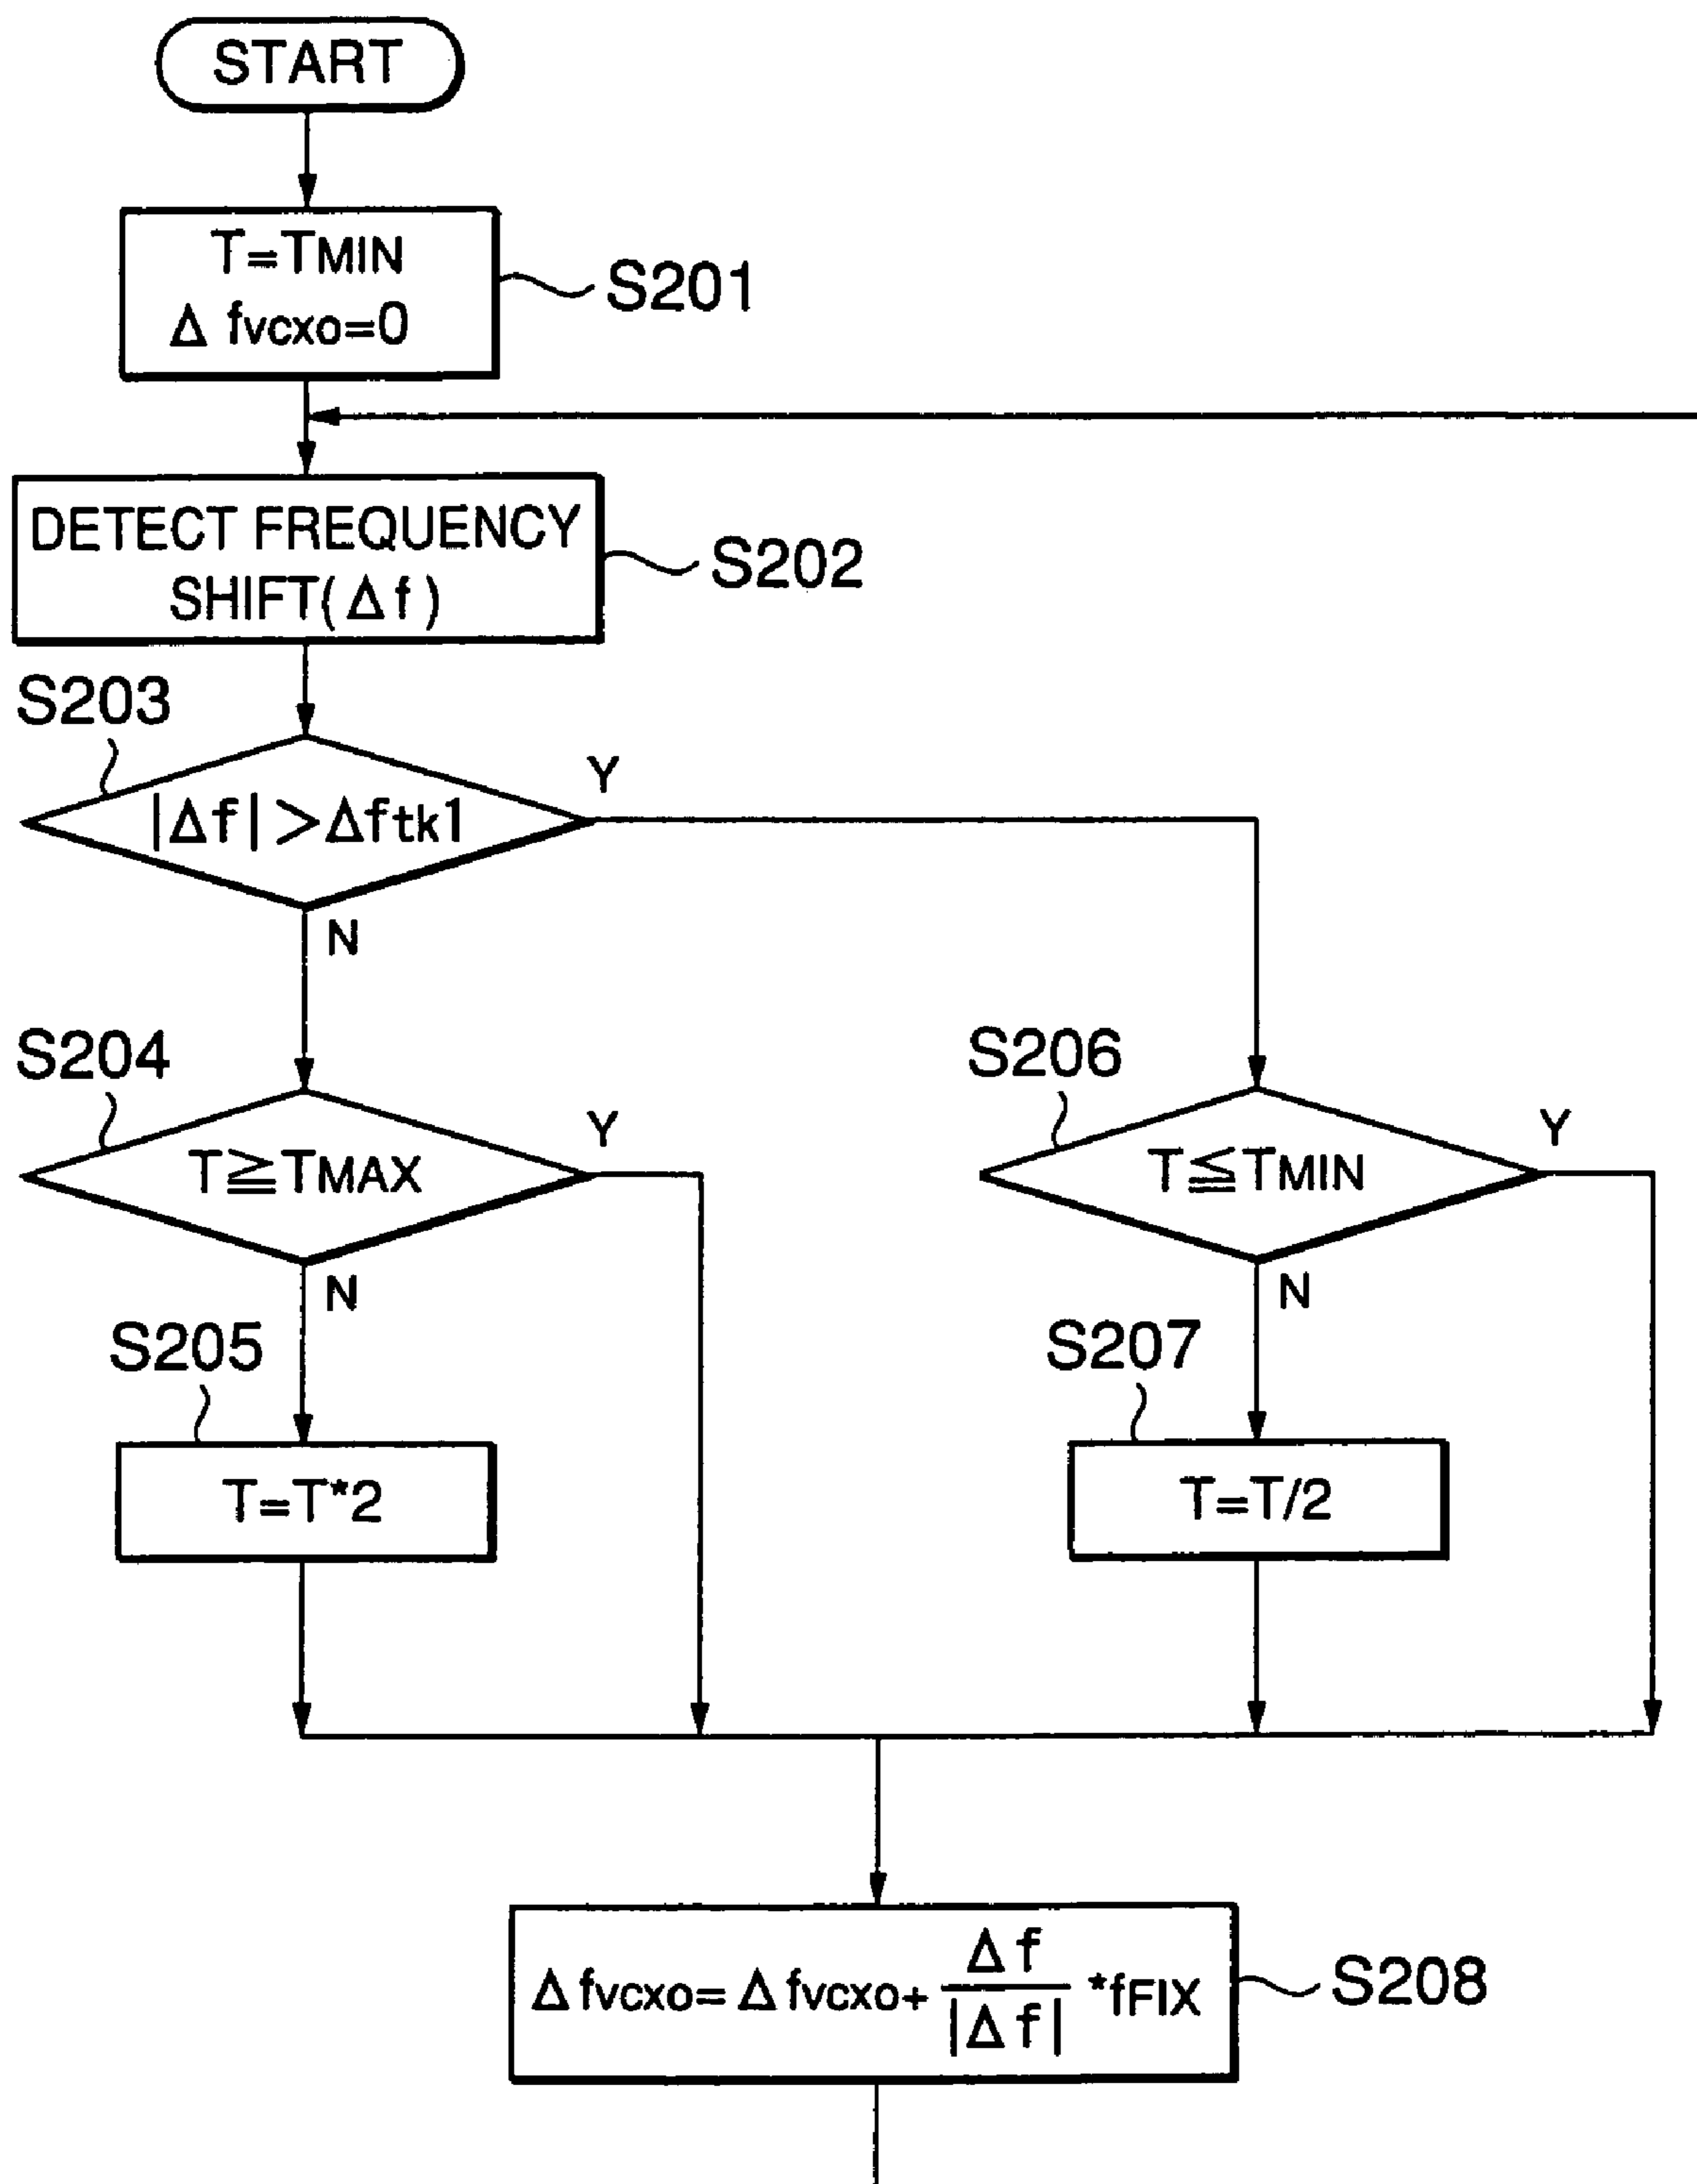 START
T=TMIN
Δ fvcxo=0
S201
DETECT FREQUENCY
SHIFT(Δf)
S202
S203
|Δf|>Δftk1
Y
N
S204
T≧TMAX
Y
N
S206
T≦TMIN
Y
N
S205
T=T*2
S207
T=T/2
Δfvcxo=Δfvcxo+Δf/|Δf|*fFIX
S208